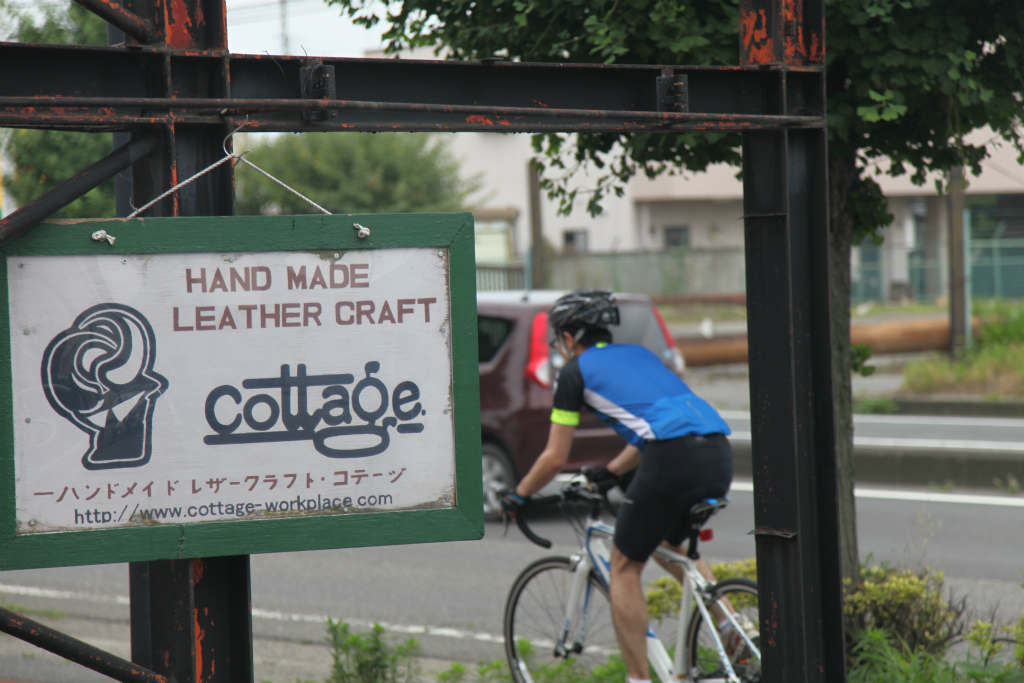 HAND MADE
LEATHER CRAFT
cottage.
ーハンドメイド レザークラフト・コテージ
http://www.cottage-workplace.com